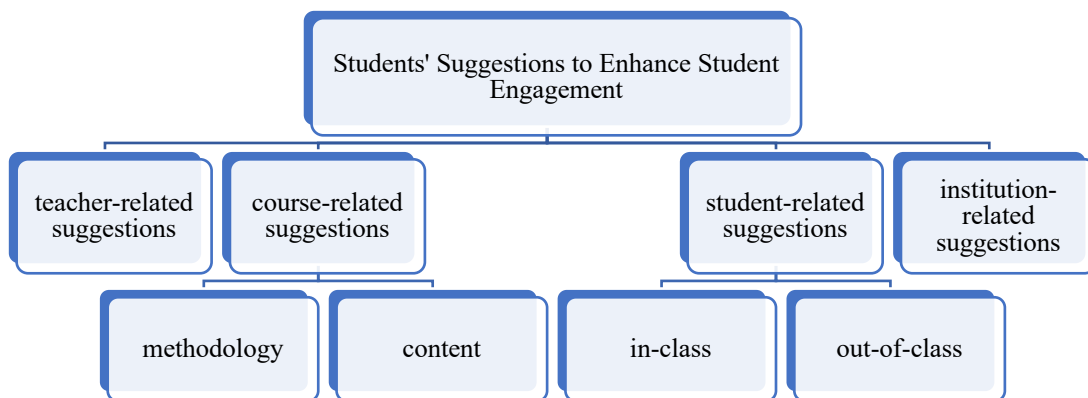 Students' Suggestions to Enhance Student
Engagement
teacher-related
suggestions
course-related
suggestions
student-related
suggestions
institution-
related
suggestions
methodology
content
in-class
out-of-class